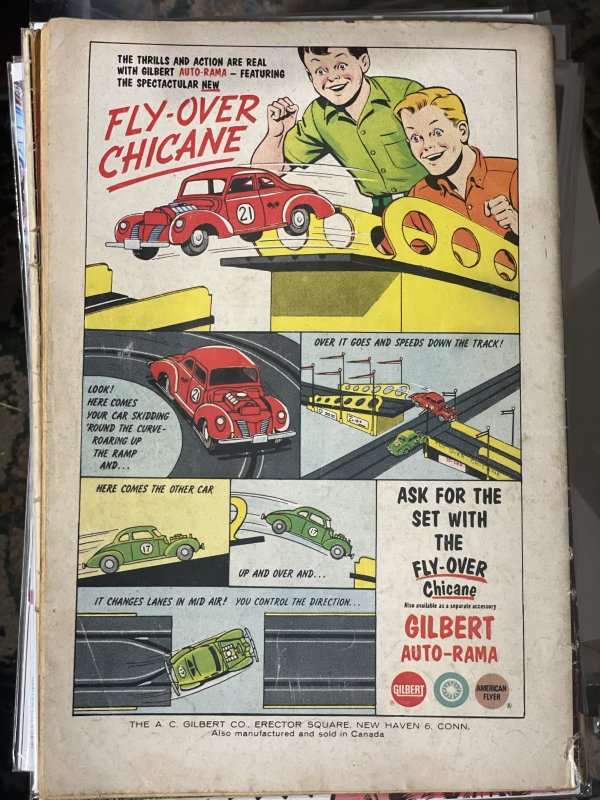 THE THRILLS AND ACTION ARE REAL
WITH GILBERT AUTO-RAMA – FEATURING
THE SPECTACULAR NEW
FLY-OVER
CHICANE
21
LOOK!
HERE COMES
YOUR CAR SKIDDING
'ROUND THE CURVE-
ROARING UP
THE RAMP
AND...
21
OVER IT GOES AND SPEEDS DOWN THE TRACK!
HERE COMES THE OTHER CAR
17
17
UP AND OVER AND...
IT CHANGES LANES IN MID AIR! YOU CONTROL THE DIRECTION...
ASK FOR THE
SET WITH
THE
FLY-OVER
Chicane
Also available as a separate accessory
GILBERT
AUTO-RAMA
GILBERT
AMERICAN
FLYER
®
THE A. C. GILBERT CO., ERECTOR SQUARE, NEW HAVEN 6, CONN.
Also manufactured and sold in Canada